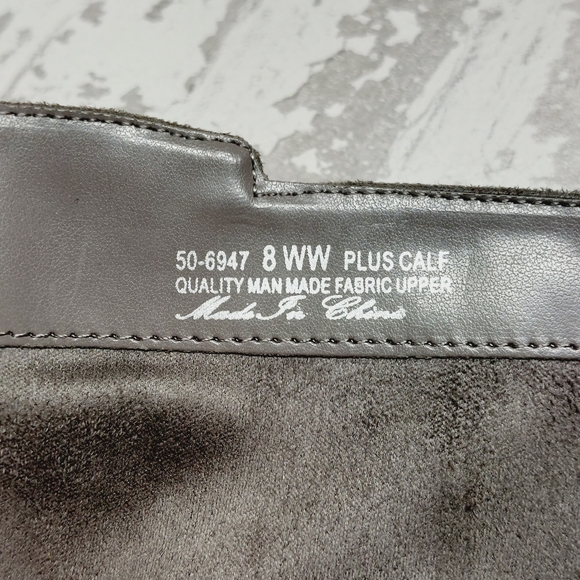 50-6947 8 WW PLUS CALF
QUALITY MAN MADE FABRIC UPPER
Made In China